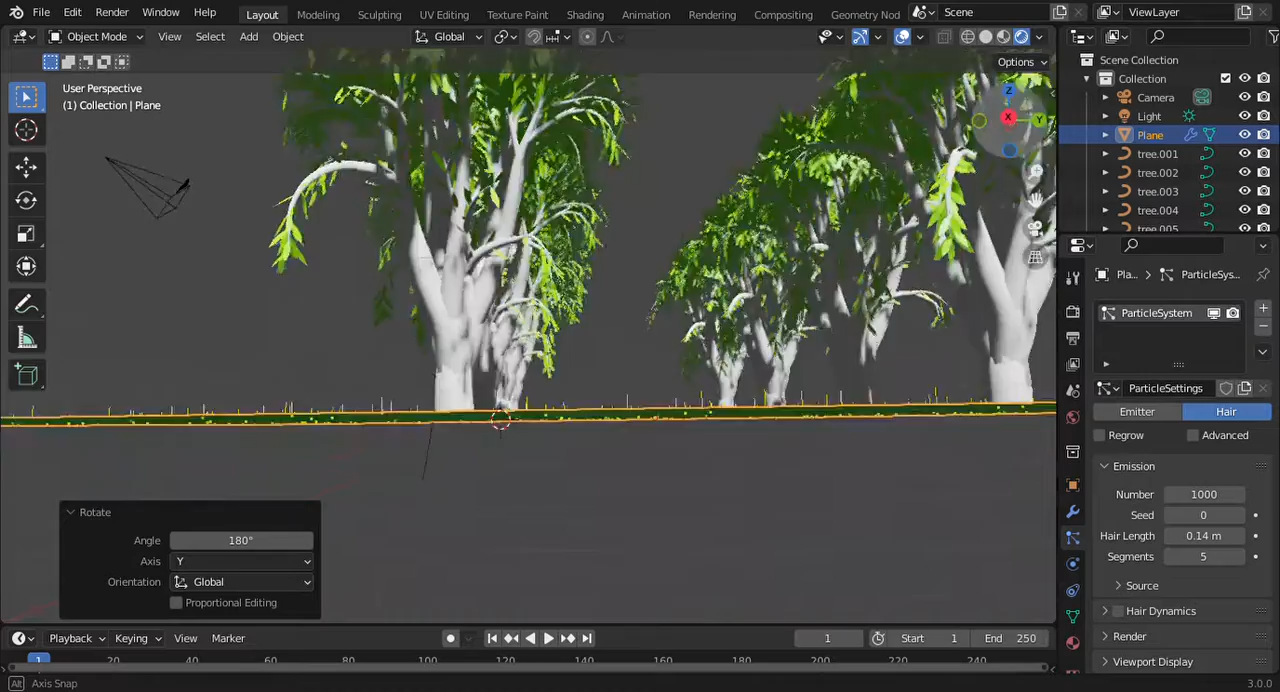 File Edit Render Window Help Layout Modeling Sculpting UV Editing Texture Paint Shading Animation Rendering Compositing Geometry Nod Scene ViewLayer
Object Mode View Select Add Object Global
Options
User Perspective
(1) Collection | Plane
Z
X
Y
Scene Collection
Collection
Camera
Light
Plane
tree.001
tree.002
tree.003
tree.004
tree.005
Pla... ParticleSys...
ParticleSystem
ParticleSettings
Emitter Hair
Regrow Advanced
Emission
Number 1000
Seed 0
Hair Length 0.14 m
Segments 5
Source
Hair Dynamics
Render
Viewport Display
Rotate
Angle 180°
Axis Y
Orientation Global
Proportional Editing
Playback Keying View Marker 1 Start 1 End 250
1 20 40 60 80 100 120 140 160 180 200 220 240
Alt Axis Snap 3.0.0